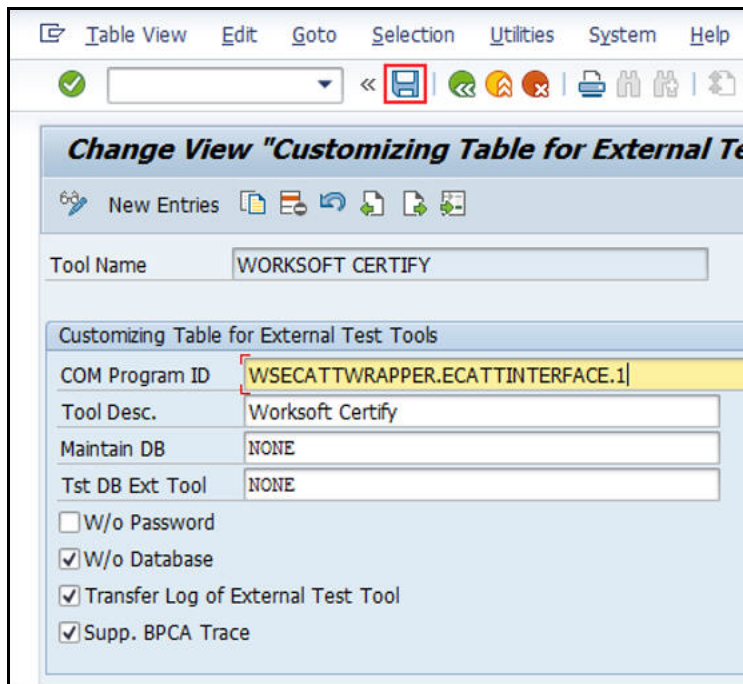 Table View Edit Goto Selection Utilities System Help
Change View "Customizing Table for External Te
New Entries
Tool Name WORKSOFT CERTIFY
Customizing Table for External Test Tools
COM Program ID WSECATTWRAPPER.ECATTINTERFACE.1
Tool Desc. Worksoft Certify
Maintain DB NONE
Tst DB Ext Tool NONE
W/o Password
W/o Database
Transfer Log of External Test Tool
Supp. BPCA Trace